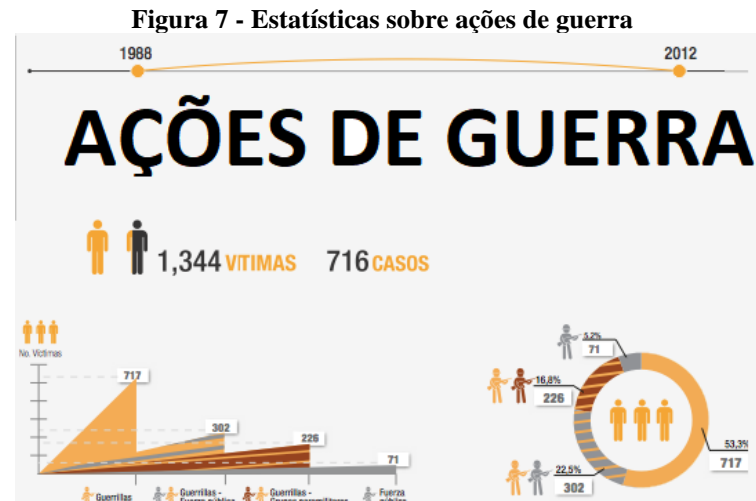 Figura 7 - Estatísticas sobre ações de guerra
1988 2012
AÇÕES DE GUERRA
1,344 VITIMAS 716 CASOS
No. Víctimas
717
302
226
71
Guerrillas
Guerrillas -
Guerrillas -
Fuerza
5,2%
71
16,8%
226
22,5%
302
53,3%
717